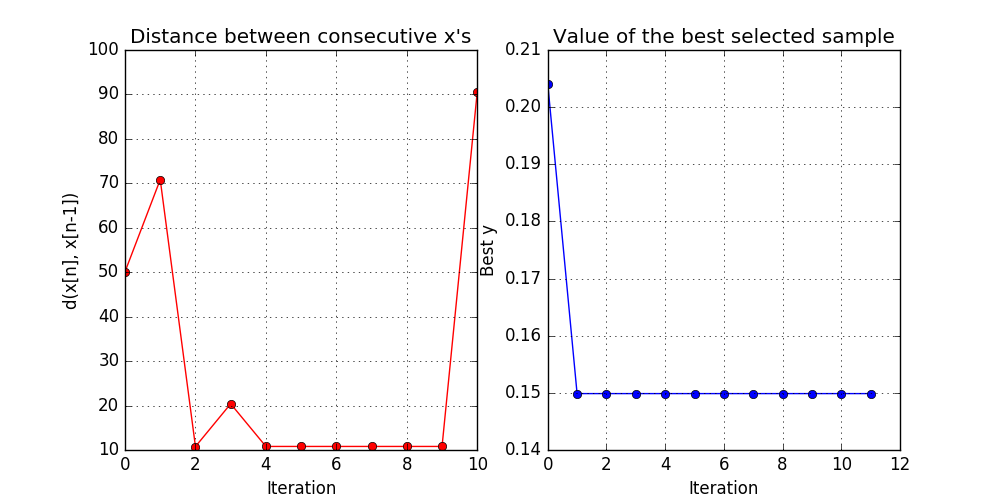 Distance between consecutive x's
100
90
80
70
60
50
40
30
20
10
d(x[n], x[n-1])
0 2 4 6 8 10
Iteration
Value of the best selected sample
0.21
0.20
0.19
0.18
0.17
0.16
0.15
0.14
Best y
0 2 4 6 8 10 12
Iteration